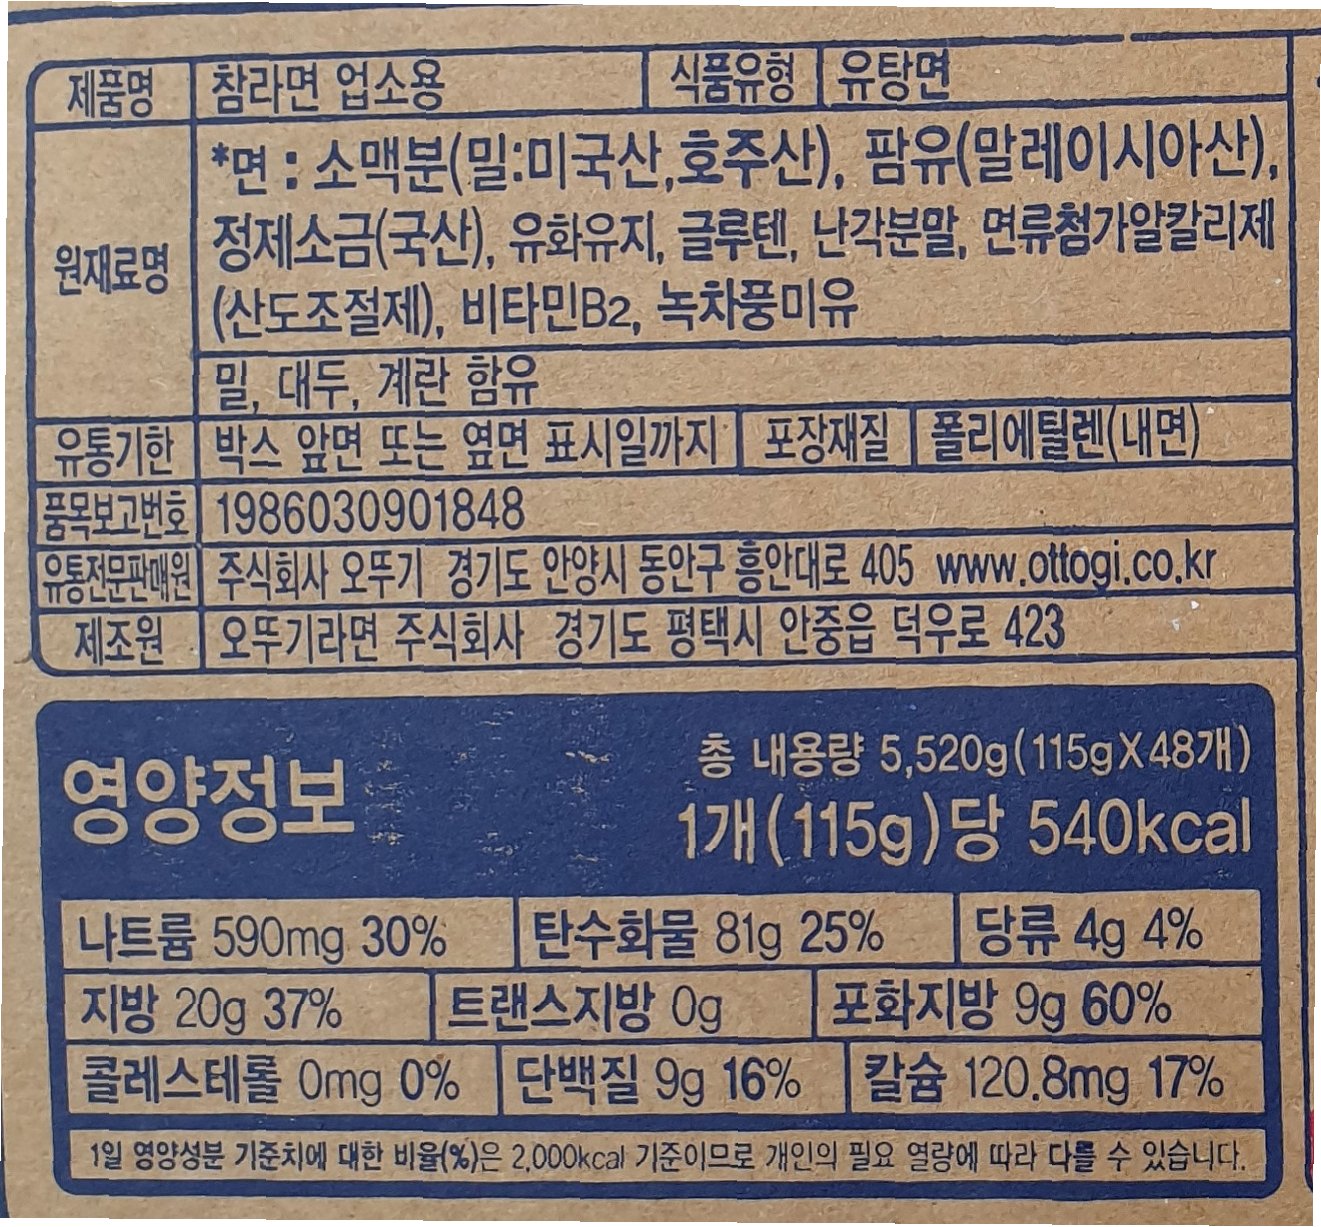 제품명 참라면 업소용 식품유형 유탕면
원재료명
*면 : 소맥분(밀:미국산,호주산), 팜유(말레이시아산),
정제소금(국산), 유화유지, 글루텐, 난각분말, 면류첨가알칼리제
(산도조절제), 비타민B2, 녹차풍미유
밀, 대두, 계란 함유
유통기한 박스 앞면 또는 옆면 표시일까지 포장재질 폴리에틸렌(내면)
품목보고번호 1986030901848
유통전문판매원 주식회사 오뚜기 경기도 안양시 동안구 흥안대로 405 www.ottogi.co.kr
제조원 오뚜기라면 주식회사 경기도 평택시 안중읍 덕우로 423
영양정보
총 내용량 5,520g(115gX48개)
1개(115g)당 540kcal
나트륨 590mg 30% 탄수화물 81g 25% 당류 4g 4%
지방 20g 37% 트랜스지방 0g 포화지방 9g 60%
콜레스테롤 0mg 0% 단백질 9g 16% 칼슘 120.8mg 17%
1일 영양성분 기준치에 대한 비율(%)은 2,000kcal 기준이므로 개인의 필요 열량에 따라 다를 수 있습니다.